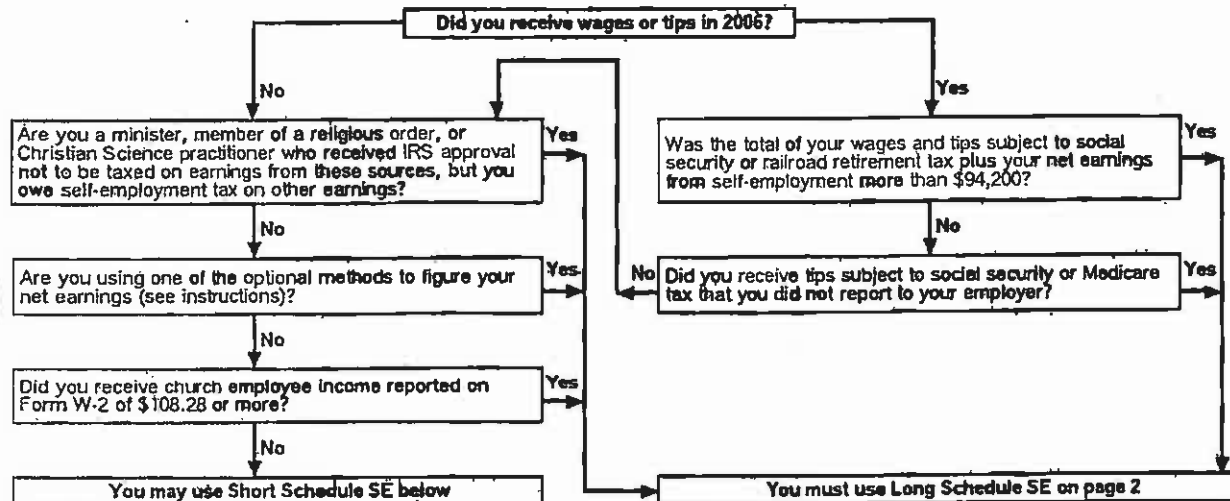 Did you receive wages or tips in 2006?
No
Yes
Are you a minister, member of a religious order, or
Christian Science practitioner who received IRS approval
not to be taxed on earnings from these sources, but you
owe self-employment tax on other earnings?
Yes
Was the total of your wages and tips subject to social
security or railroad retirement tax plus your net earnings
from self-employment more than $94,200?
Yes
No
No
Are you using one of the optional methods to figure your
net earnings (see instructions)?
Yes
No
Did you receive tips subject to social security or Medicare
tax that you did not report to your employer?
Yes
No
Did you receive church employee income reported on
Form W-2 of $108.28 or more?
Yes
No
You may use Short Schedule SE below
You must use Long Schedule SE on page 2